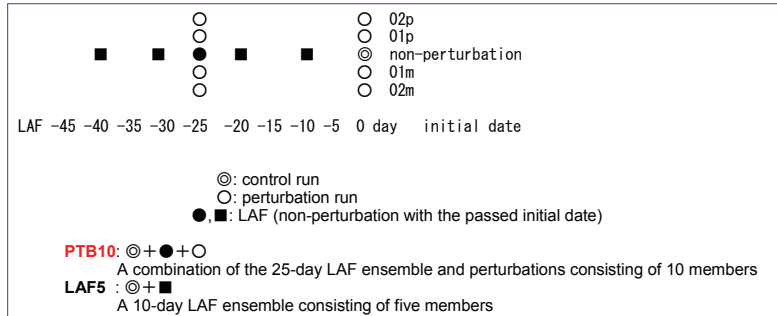 ○ ○ 02p
○ ○ 01p
■ ■ ● ■ ■ ◎ non-perturbation
○ ○ 01m
○ ○ 02m
LAF -45 -40 -35 -30 -25 -20 -15 -10 -5 0 day initial date
◎: control run
○: perturbation run
●,■: LAF (non-perturbation with the passed initial date)
PTB10: ◎+●+○
A combination of the 25-day LAF ensemble and perturbations consisting of 10 members
LAF5 : ◎+■
A 10-day LAF ensemble consisting of five members